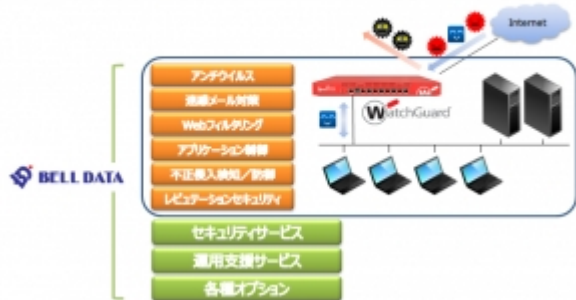 Internet
アンチウイルス
迷惑メール対策
Webフィルタリング
WatchGuard
アプリケーション制御
不正侵入検知／防御
BELL DATA
レピュテーションセキュリティ
セキュリティサービス
運用支援サービス
各種オプション